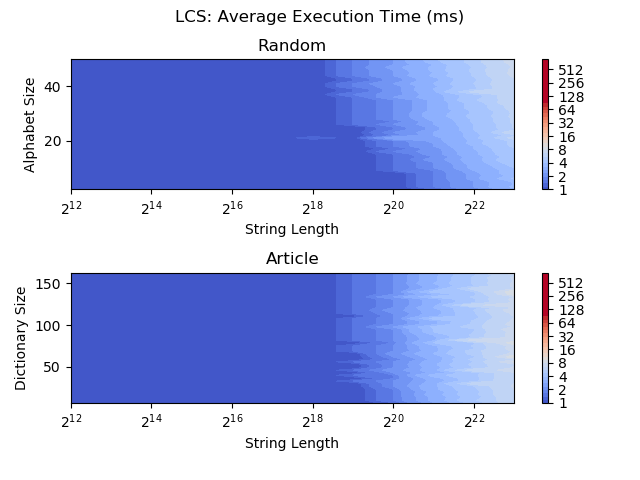 LCS: Average Execution Time (ms)
Random
Alphabet Size
40
20
2^12 2^14 2^16 2^18 2^20 2^22
String Length
512
256
128
64
32
16
8
4
2
1
Article
Dictionary Size
150
100
50
2^12 2^14 2^16 2^18 2^20 2^22
String Length
512
256
128
64
32
16
8
4
2
1